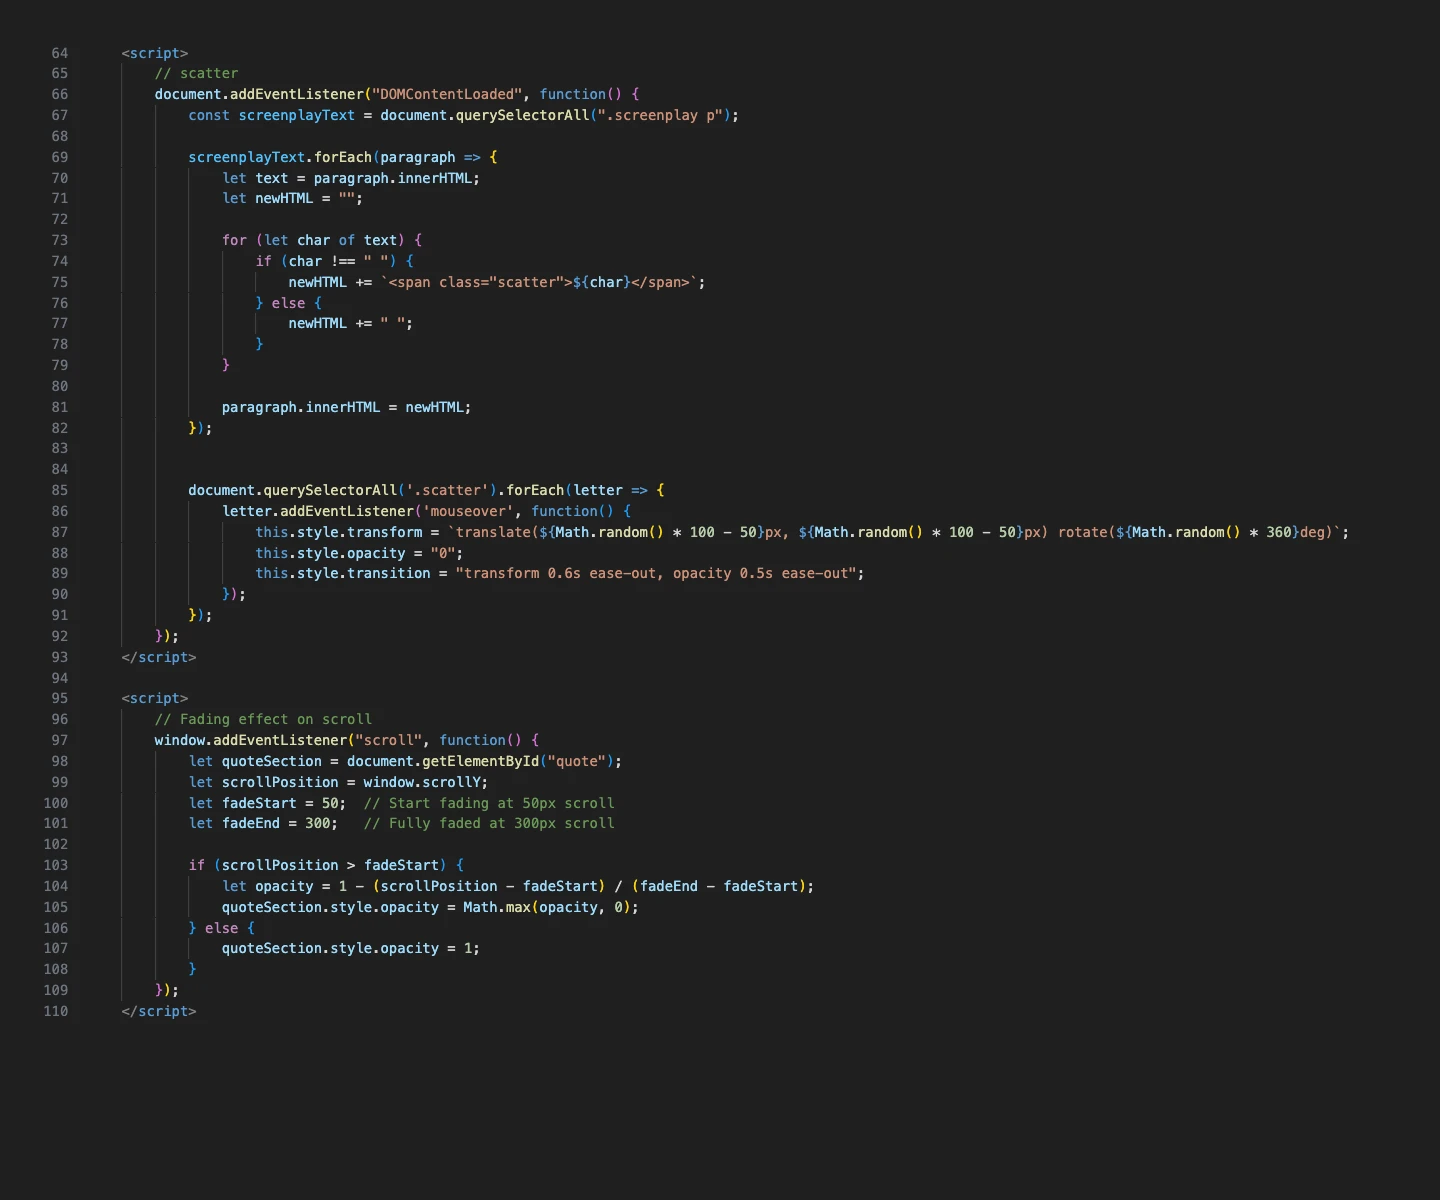 64 <script>
65 // scatter
66 document.addEventListener("DOMContentLoaded", function() {
67 const screenplayText = document.querySelectorAll(".screenplay p");
68
69 screenplayText.forEach(paragraph => {
70 let text = paragraph.innerHTML;
71 let newHTML = "";
72
73 for (let char of text) {
74 if (char !== " ") {
75 newHTML += `<span class="scatter">${char}</span>`;
76 } else {
77 newHTML += " ";
78 }
79 }
80
81 paragraph.innerHTML = newHTML;
82 });
83
84
85 document.querySelectorAll('.scatter').forEach(letter => {
86 letter.addEventListener('mouseover', function() {
87 this.style.transform = `translate(${Math.random() * 100 - 50}px, ${Math.random() * 100 - 50}px) rotate(${Math.random() * 360}deg)`;
88 this.style.opacity = "0";
89 this.style.transition = "transform 0.6s ease-out, opacity 0.5s ease-out";
90 });
91 });
92 });
93 </script>
94
95 <script>
96 // Fading effect on scroll
97 window.addEventListener("scroll", function() {
98 let quoteSection = document.getElementById("quote");
99 let scrollPosition = window.scrollY;
100 let fadeStart = 50; // Start fading at 50px scroll
101 let fadeEnd = 300; // Fully faded at 300px scroll
102
103 if (scrollPosition > fadeStart) {
104 let opacity = 1 - (scrollPosition - fadeStart) / (fadeEnd - fadeStart);
105 quoteSection.style.opacity = Math.max(opacity, 0);
106 } else {
107 quoteSection.style.opacity = 1;
108 }
109 });
110 </script>